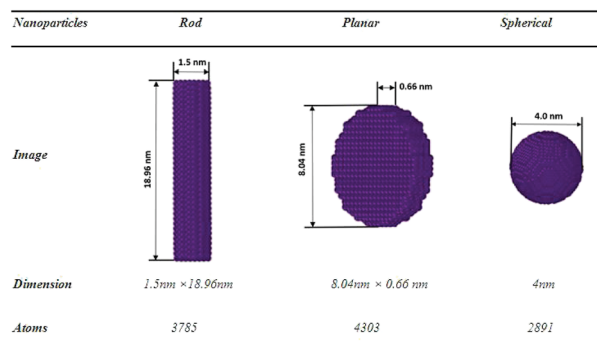 Nanoparticles Rod Planar Spherical
1.5 nm
0.66 nm
4.0 nm
18.96 nm
8.04 nm
Image
Dimension 1.5nm ×18.96nm 8.04nm × 0.66 nm 4nm
Atoms 3785 4303 2891